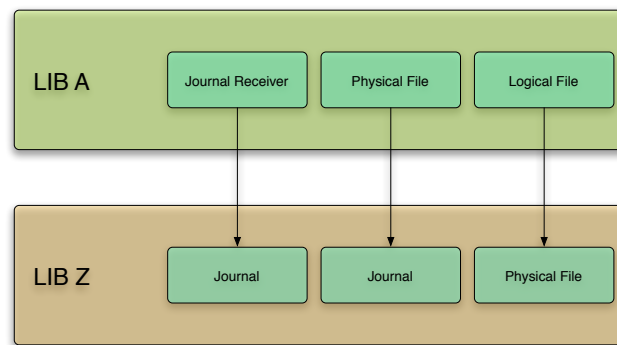 LIB A
Journal Receiver
Physical File
Logical File
LIB Z
Journal
Journal
Physical File